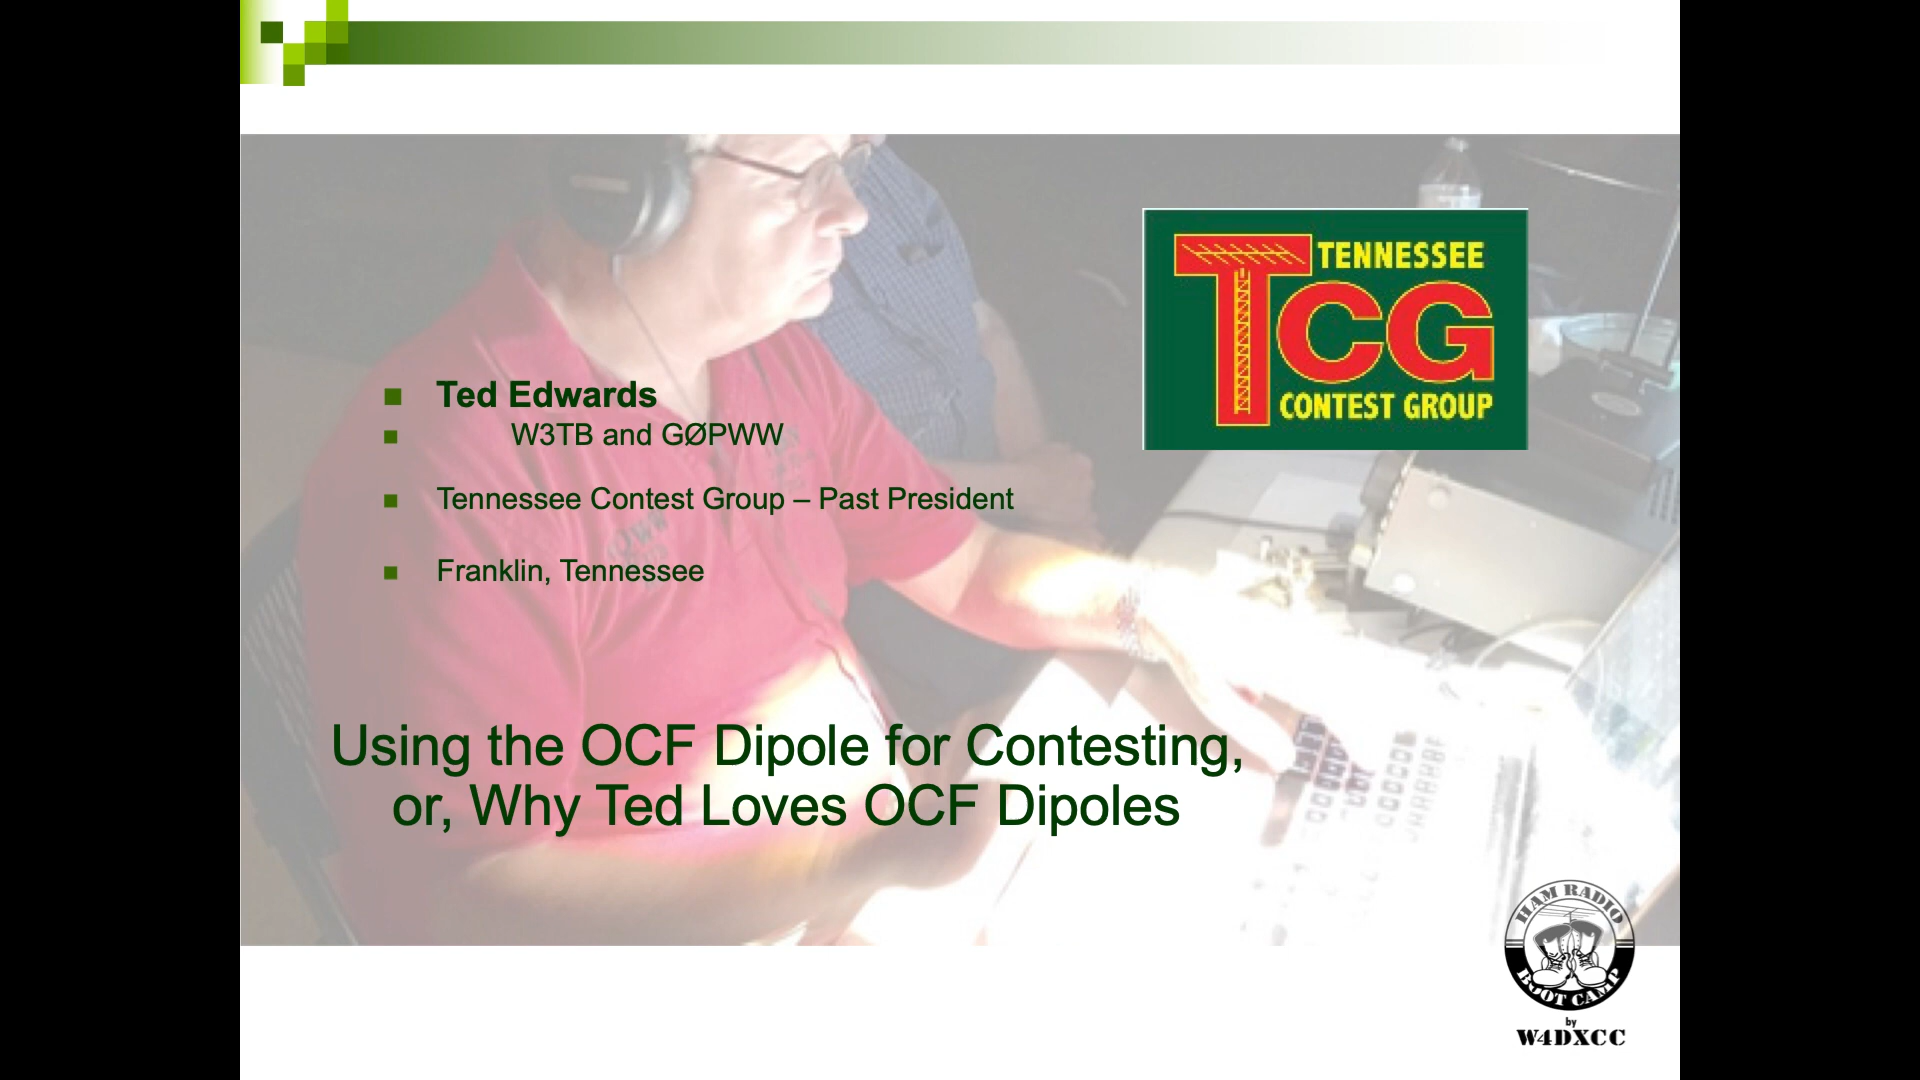 TENNESSEE
TCG
CONTEST GROUP
Ted Edwards
W3TB and GØPWW
Tennessee Contest Group – Past President
Franklin, Tennessee
Using the OCF Dipole for Contesting,
or, Why Ted Loves OCF Dipoles
HAM RADIO
BOOT CAMP
by
W4DXCC